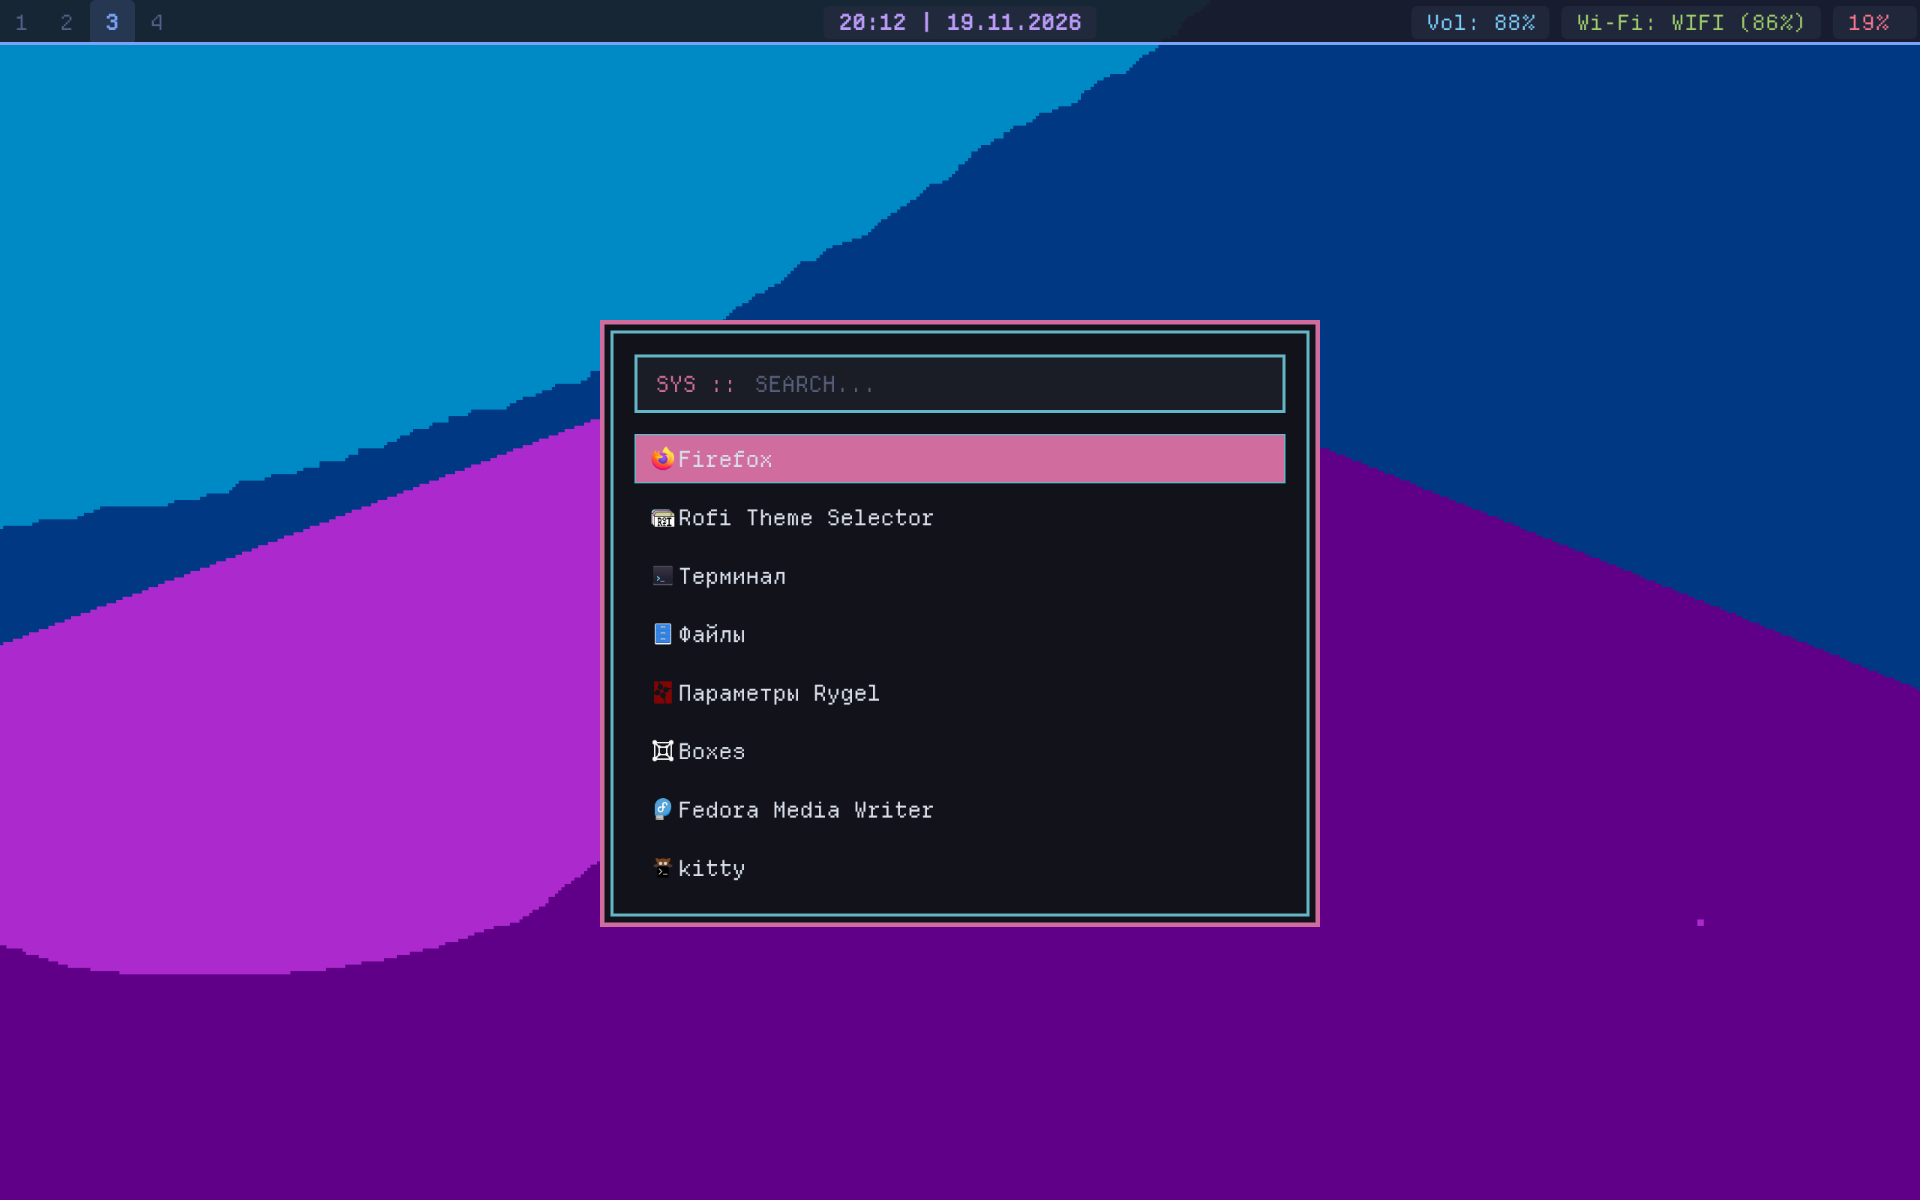 1 2 3 4
20:12 | 19.11.2026
Vol: 88% Wi-Fi: WIFI (86%) 19%
SYS :: SEARCH...
Firefox
Rofi Theme Selector
Терминал
Файлы
Параметры Rygel
Boxes
Fedora Media Writer
kitty